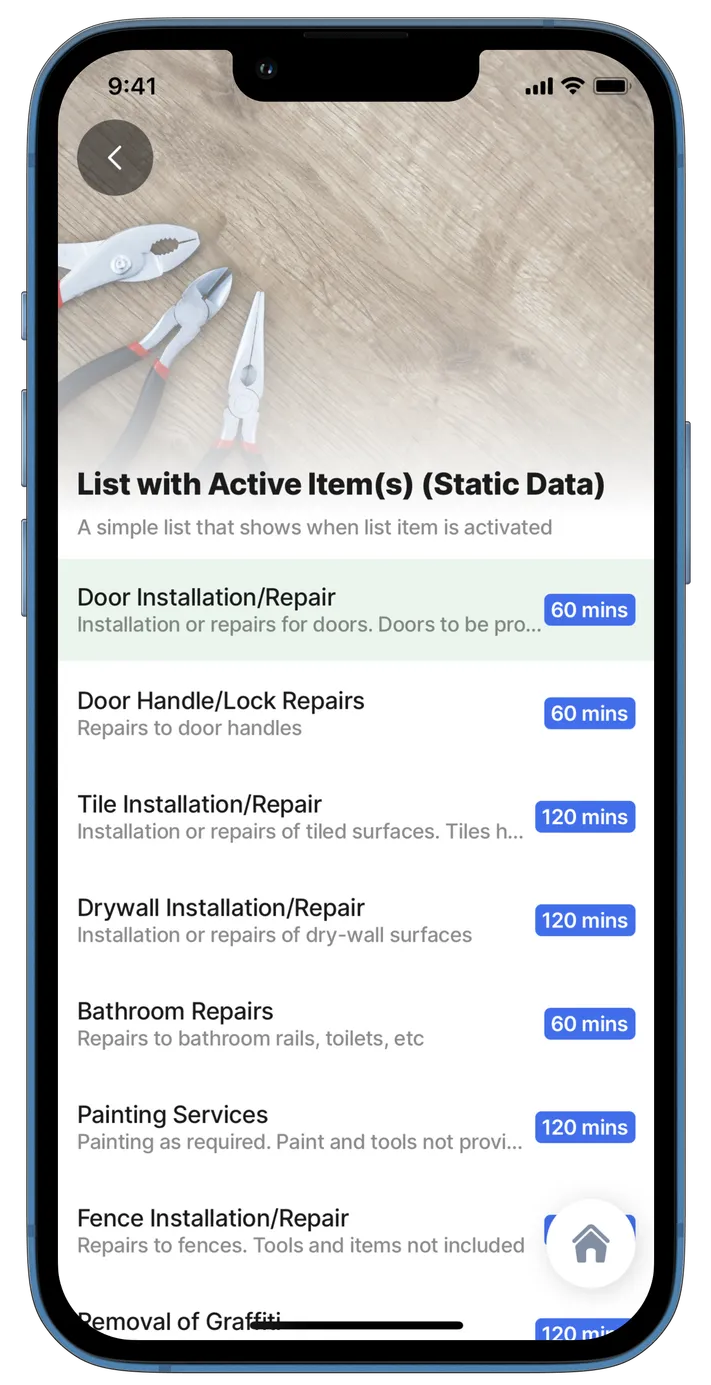 9:41
List with Active Item(s) (Static Data)
A simple list that shows when list item is activated
Door Installation/Repair
60 mins
Installation or repairs for doors. Doors to be pro...
Door Handle/Lock Repairs
60 mins
Repairs to door handles
Tile Installation/Repair
120 mins
Installation or repairs of tiled surfaces. Tiles h...
Drywall Installation/Repair
120 mins
Installation or repairs of dry-wall surfaces
Bathroom Repairs
60 mins
Repairs to bathroom rails, toilets, etc
Painting Services
120 mins
Painting as required. Paint and tools not provi...
Fence Installation/Repair
Repairs to fences. Tools and items not included
Removal of Graffiti
120 mins